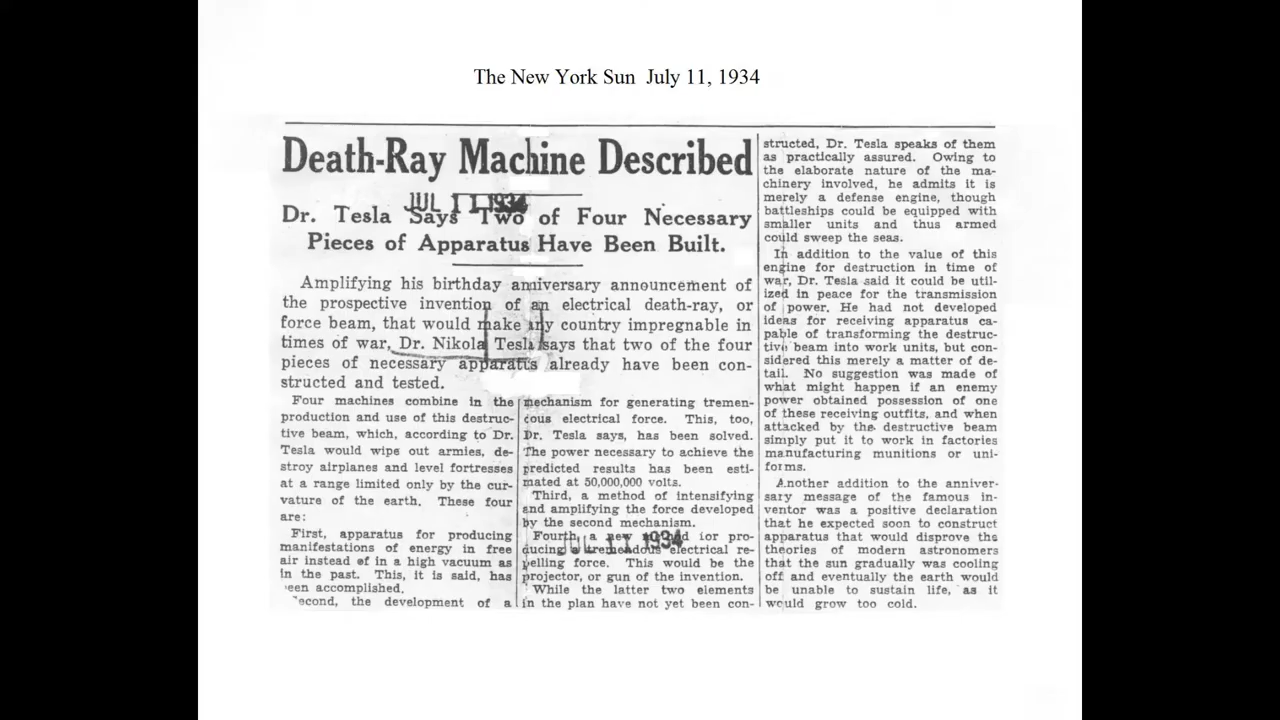 The New York Sun July 11, 1934
Death-Ray Machine Described
JUL 11 1934
Dr. Tesla Says Two of Four Necessary
Pieces of Apparatus Have Been Built.
Amplifying his birthday anniversary announcement of
the prospective invention of an electrical death-ray, or
force beam, that would make any country impregnable in
times of war, Dr. Nikola Tesla says that two of the four
pieces of necessary apparatus already have been con-
structed and tested.
Four machines combine in the
production and use of this destruc-
tive beam, which, according to Dr.
Tesla would wipe out armies, de-
stroy airplanes and level fortresses
at a range limited only by the cur-
vature of the earth. These four
are:
First, apparatus for producing
manifestations of energy in free
air instead of in a high vacuum as
in the past. This, it is said, has
been accomplished.
Second, the development of a
mechanism for generating tremen-
dous electrical force. This, too,
Dr. Tesla says, has been solved.
The power necessary to achieve the
predicted results has been esti-
mated at 50,000,000 volts.
Third, a method of intensifying
and amplifying the force developed
by the second mechanism.
Fourth, a new for pro-
ducing a tremendous electrical re-
pelling force. This would be the
projector, or gun of the invention.
JUL 11 1934
While the latter two elements
in the plan have not yet been con-
structed, Dr. Tesla speaks of them
as practically assured. Owing to
the elaborate nature of the ma-
chinery involved, he admits it is
merely a defense engine, though
battleships could be equipped with
smaller units and thus armed
could sweep the seas.
In addition to the value of this
engine for destruction in time of
war, Dr. Tesla said it could be util-
ized in peace for the transmission
of power. He had not developed
ideas for receiving apparatus ca-
pable of transforming the destruc-
tive beam into work units, but con-
sidered this merely a matter of de-
tail. No suggestion was made of
what might happen if an enemy
power obtained possession of one
of these receiving outfits, and when
attacked by the destructive beam
simply put it to work in factories
manufacturing munitions or uni-
forms.
Another addition to the anniver-
sary message of the famous in-
ventor was a positive declaration
that he expected soon to construct
apparatus that would disprove the
theories of modern astronomers
that the sun gradually was cooling
off and eventually the earth would
be unable to sustain life, as it
would grow too cold.